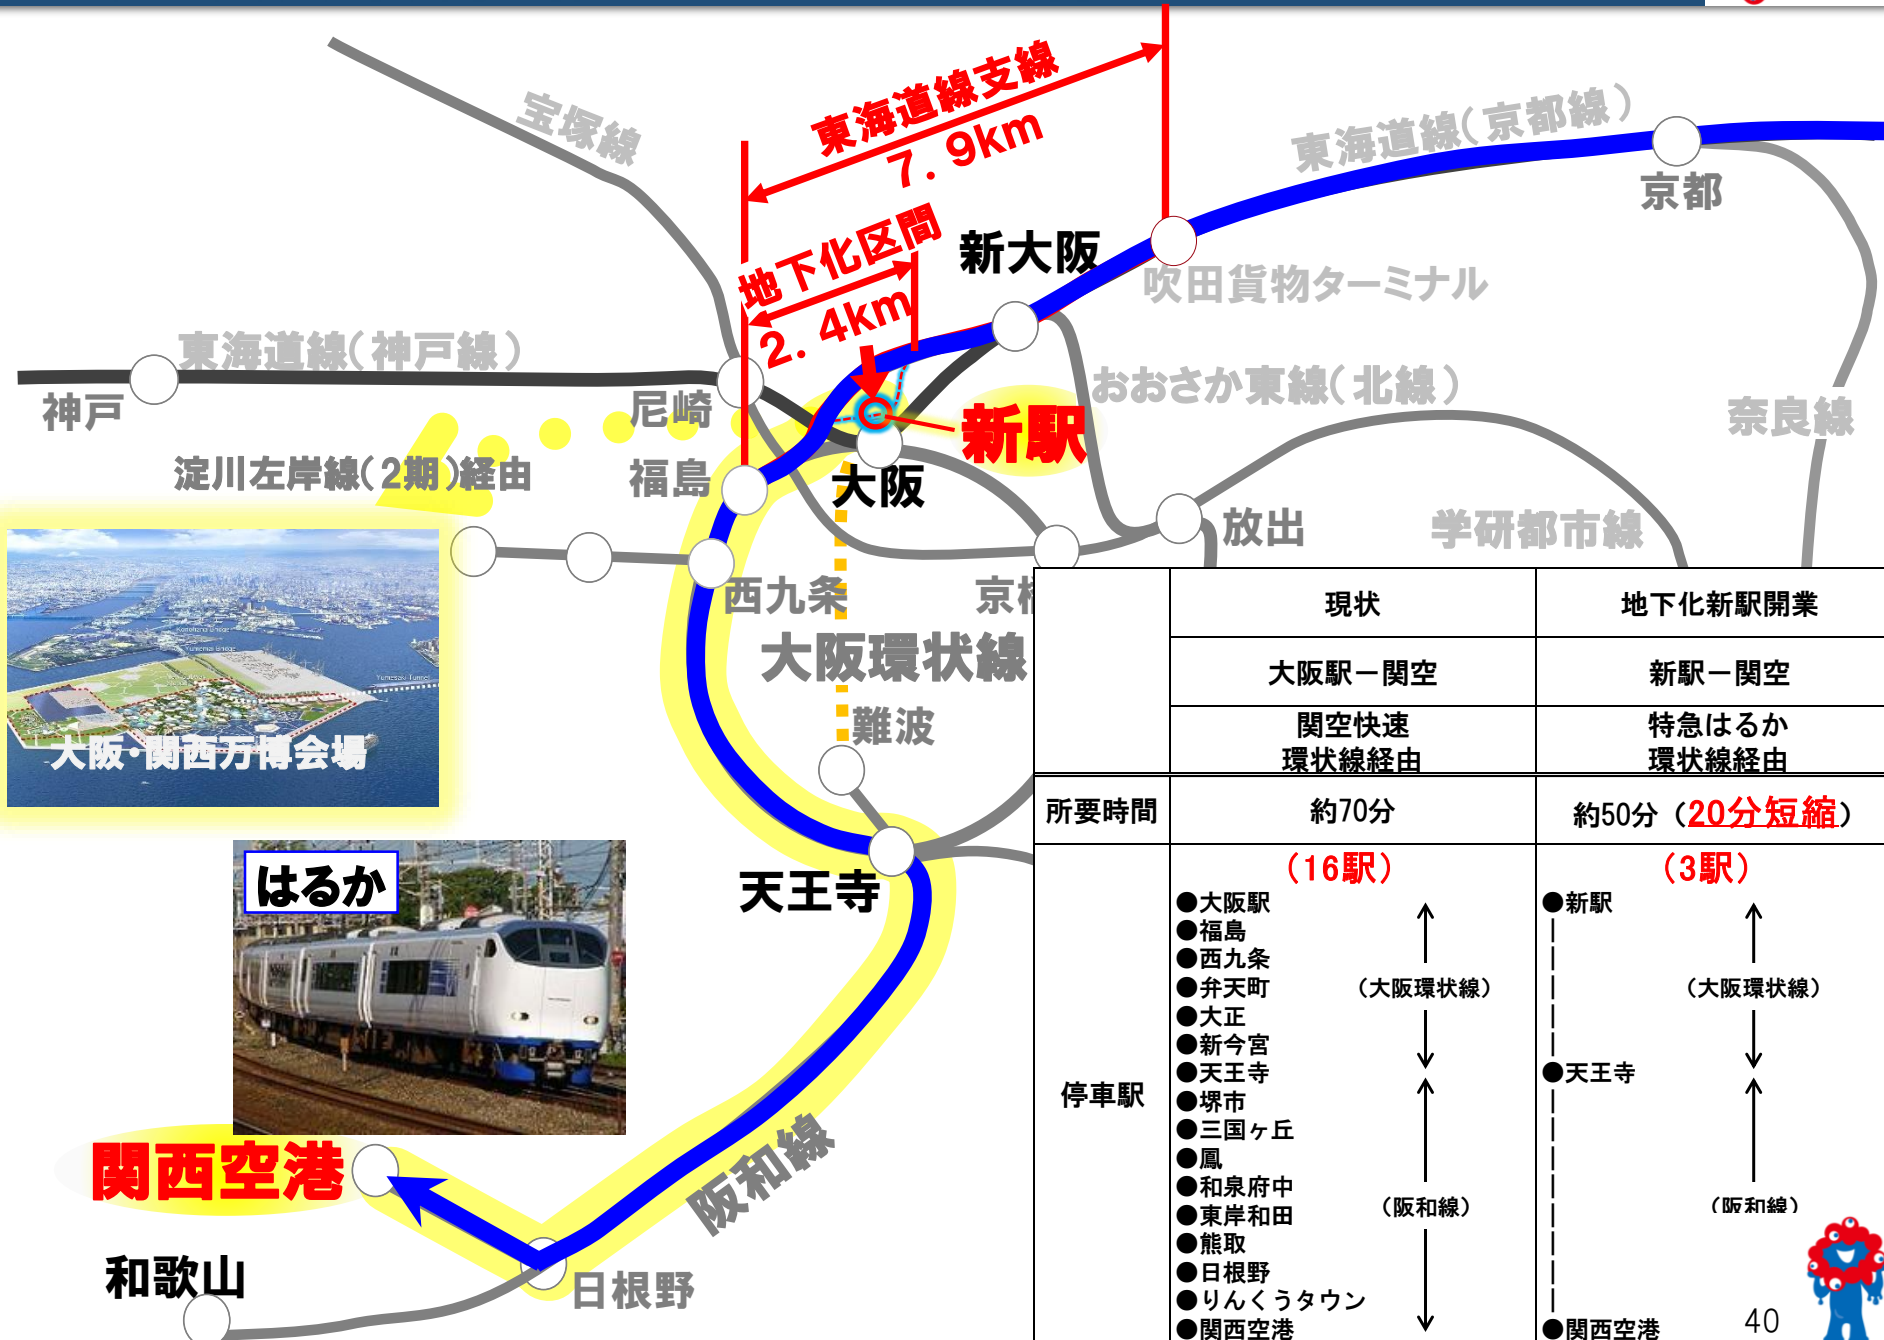 宝塚線
東海道線支線
7.9km
東海道線(京都線)
京都
地下化区間
2.4km
新大阪
吹田貨物ターミナル
東海道線(神戸線)
神戸
尼崎
おおさか東線(北線)
奈良線
新駅
淀川左岸線(2期)経由
福島
大阪
放出
学研都市線
西九条
京
大阪環状線
難波
大阪・関西万博会場
はるか
天王寺
関西空港
阪和線
和歌山
日根野
現状
地下化新駅開業
大阪駅－関空
新駅－関空
関空快速
環状線経由
特急はるか
環状線経由
所要時間
約70分
約50分(20分短縮)
停車駅
(16駅)
●大阪駅
●福島
●西九条
●弁天町
●大正
●新今宮
●天王寺
●堺市
●三国ヶ丘
●鳳
●和泉府中
●東岸和田
●熊取
●日根野
●りんくうタウン
●関西空港
(大阪環状線)
(阪和線)
(3駅)
●新駅
●天王寺
●関西空港
(大阪環状線)
(阪和線)
40